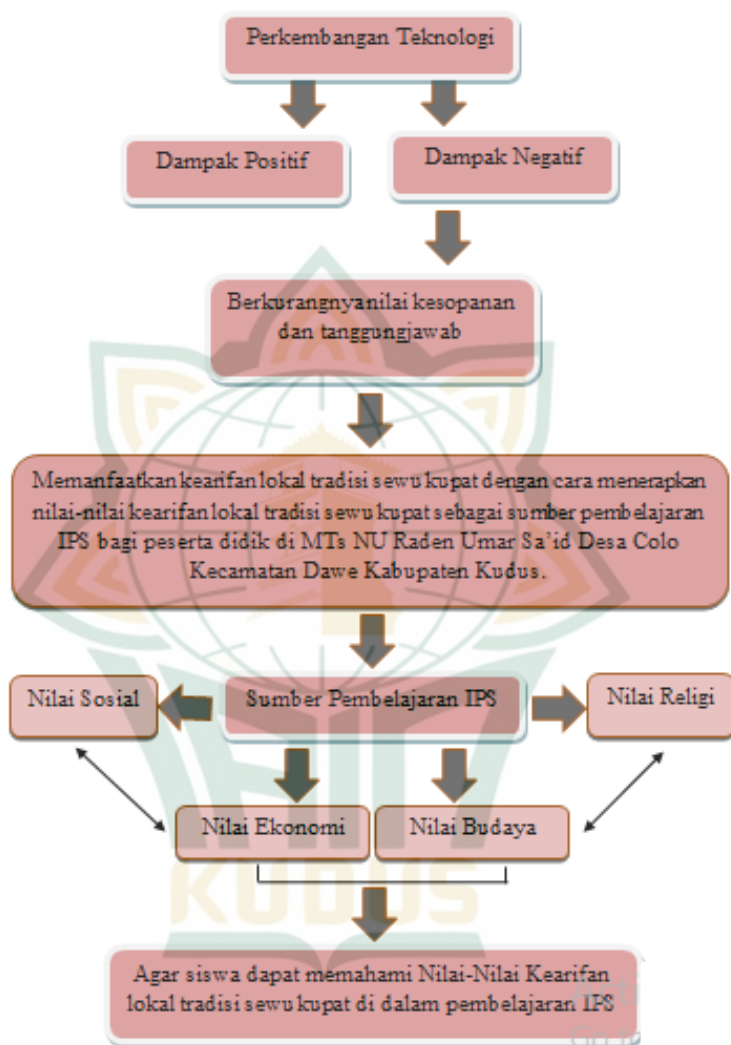 Perkembangan Teknologi
Dampak Positif
Dampak Negatif
Berkurangnyanilai kesopanan
dan tanggungjawab
Memanfaatkan kearifan lokal tradisi sewu kupat dengan cara menerapkan
nilai-nilai kearifan lokal tradisi sewu kupat sebagai sumber pembelajaran
IPS bagi peserta didik di MTs NU Raden Umar Sa’id Desa Colo
Kecamatan Dawe Kabupaten Kudus.
Nilai Sosial
Sumber Pembelajaran IPS
Nilai Religi
Nilai Ekonomi
Nilai Budaya
KUDUS
Agar siswa dapat memahami Nilai-Nilai Kearifan
lokal tradisi sewu kupat di dalam pembelajaran IPS